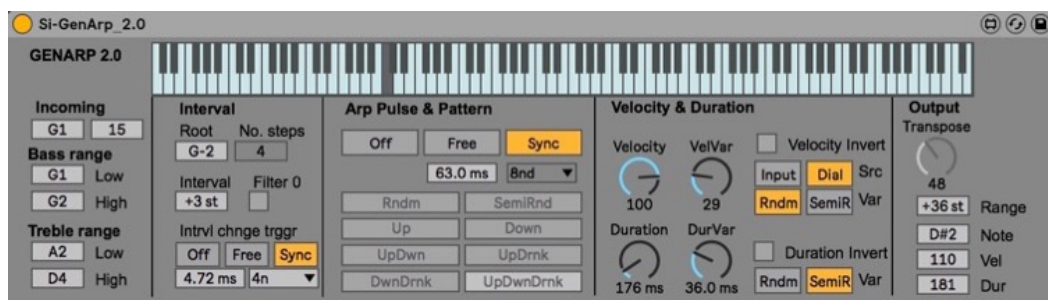 Si-GenArp_2.0
GENARP 2.0
Incoming
G1 15
Bass range
G1 Low
G2 High
Treble range
A2 Low
D4 High
Interval
Root No. steps
G-2 4
Interval Filter 0
+3 st
Intrvl chnge trggr
Off Free Sync
4.72 ms 4n
Arp Pulse & Pattern
Off Free Sync
63.0 ms 8nd
Rndm SemiRnd
Up Down
UpDwn UpDrnk
DwnDrnk UpDwnDrnk
Velocity & Duration
Velocity VelVar
100 29
Velocity Invert
Input Dial Src
Rndm SemiR Var
Duration DurVar
176 ms 36.0 ms
Duration Invert
Rndm SemiR Var
Output
Transpose
48
+36 st Range
D#2 Note
110 Vel
181 Dur